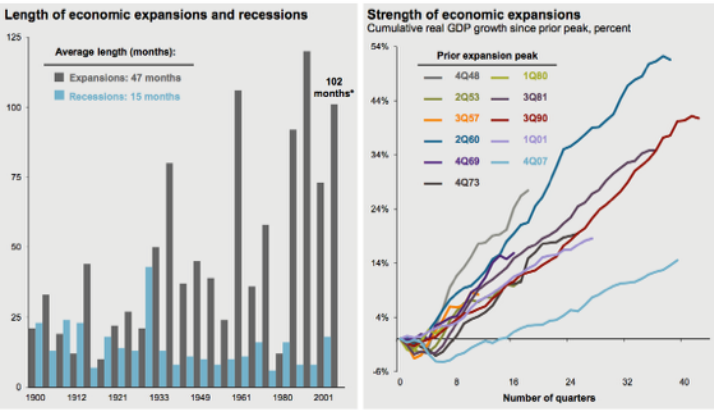 Length of economic expansions and recessions
125
Average length (months):
Expansions: 47 months
Recessions: 15 months
102
months*
100
75
50
25
0
1900 1912 1921 1933 1949 1961 1980 2001
Strength of economic expansions
Cumulative real GDP growth since prior peak, percent
54%
Prior expansion peak
4Q48 1Q80
2Q53 3Q81
3Q57 3Q90
2Q60 1Q01
4Q69 4Q07
4Q73
44%
34%
24%
14%
4%
-6%
0 8 16 24 32 40
Number of quarters